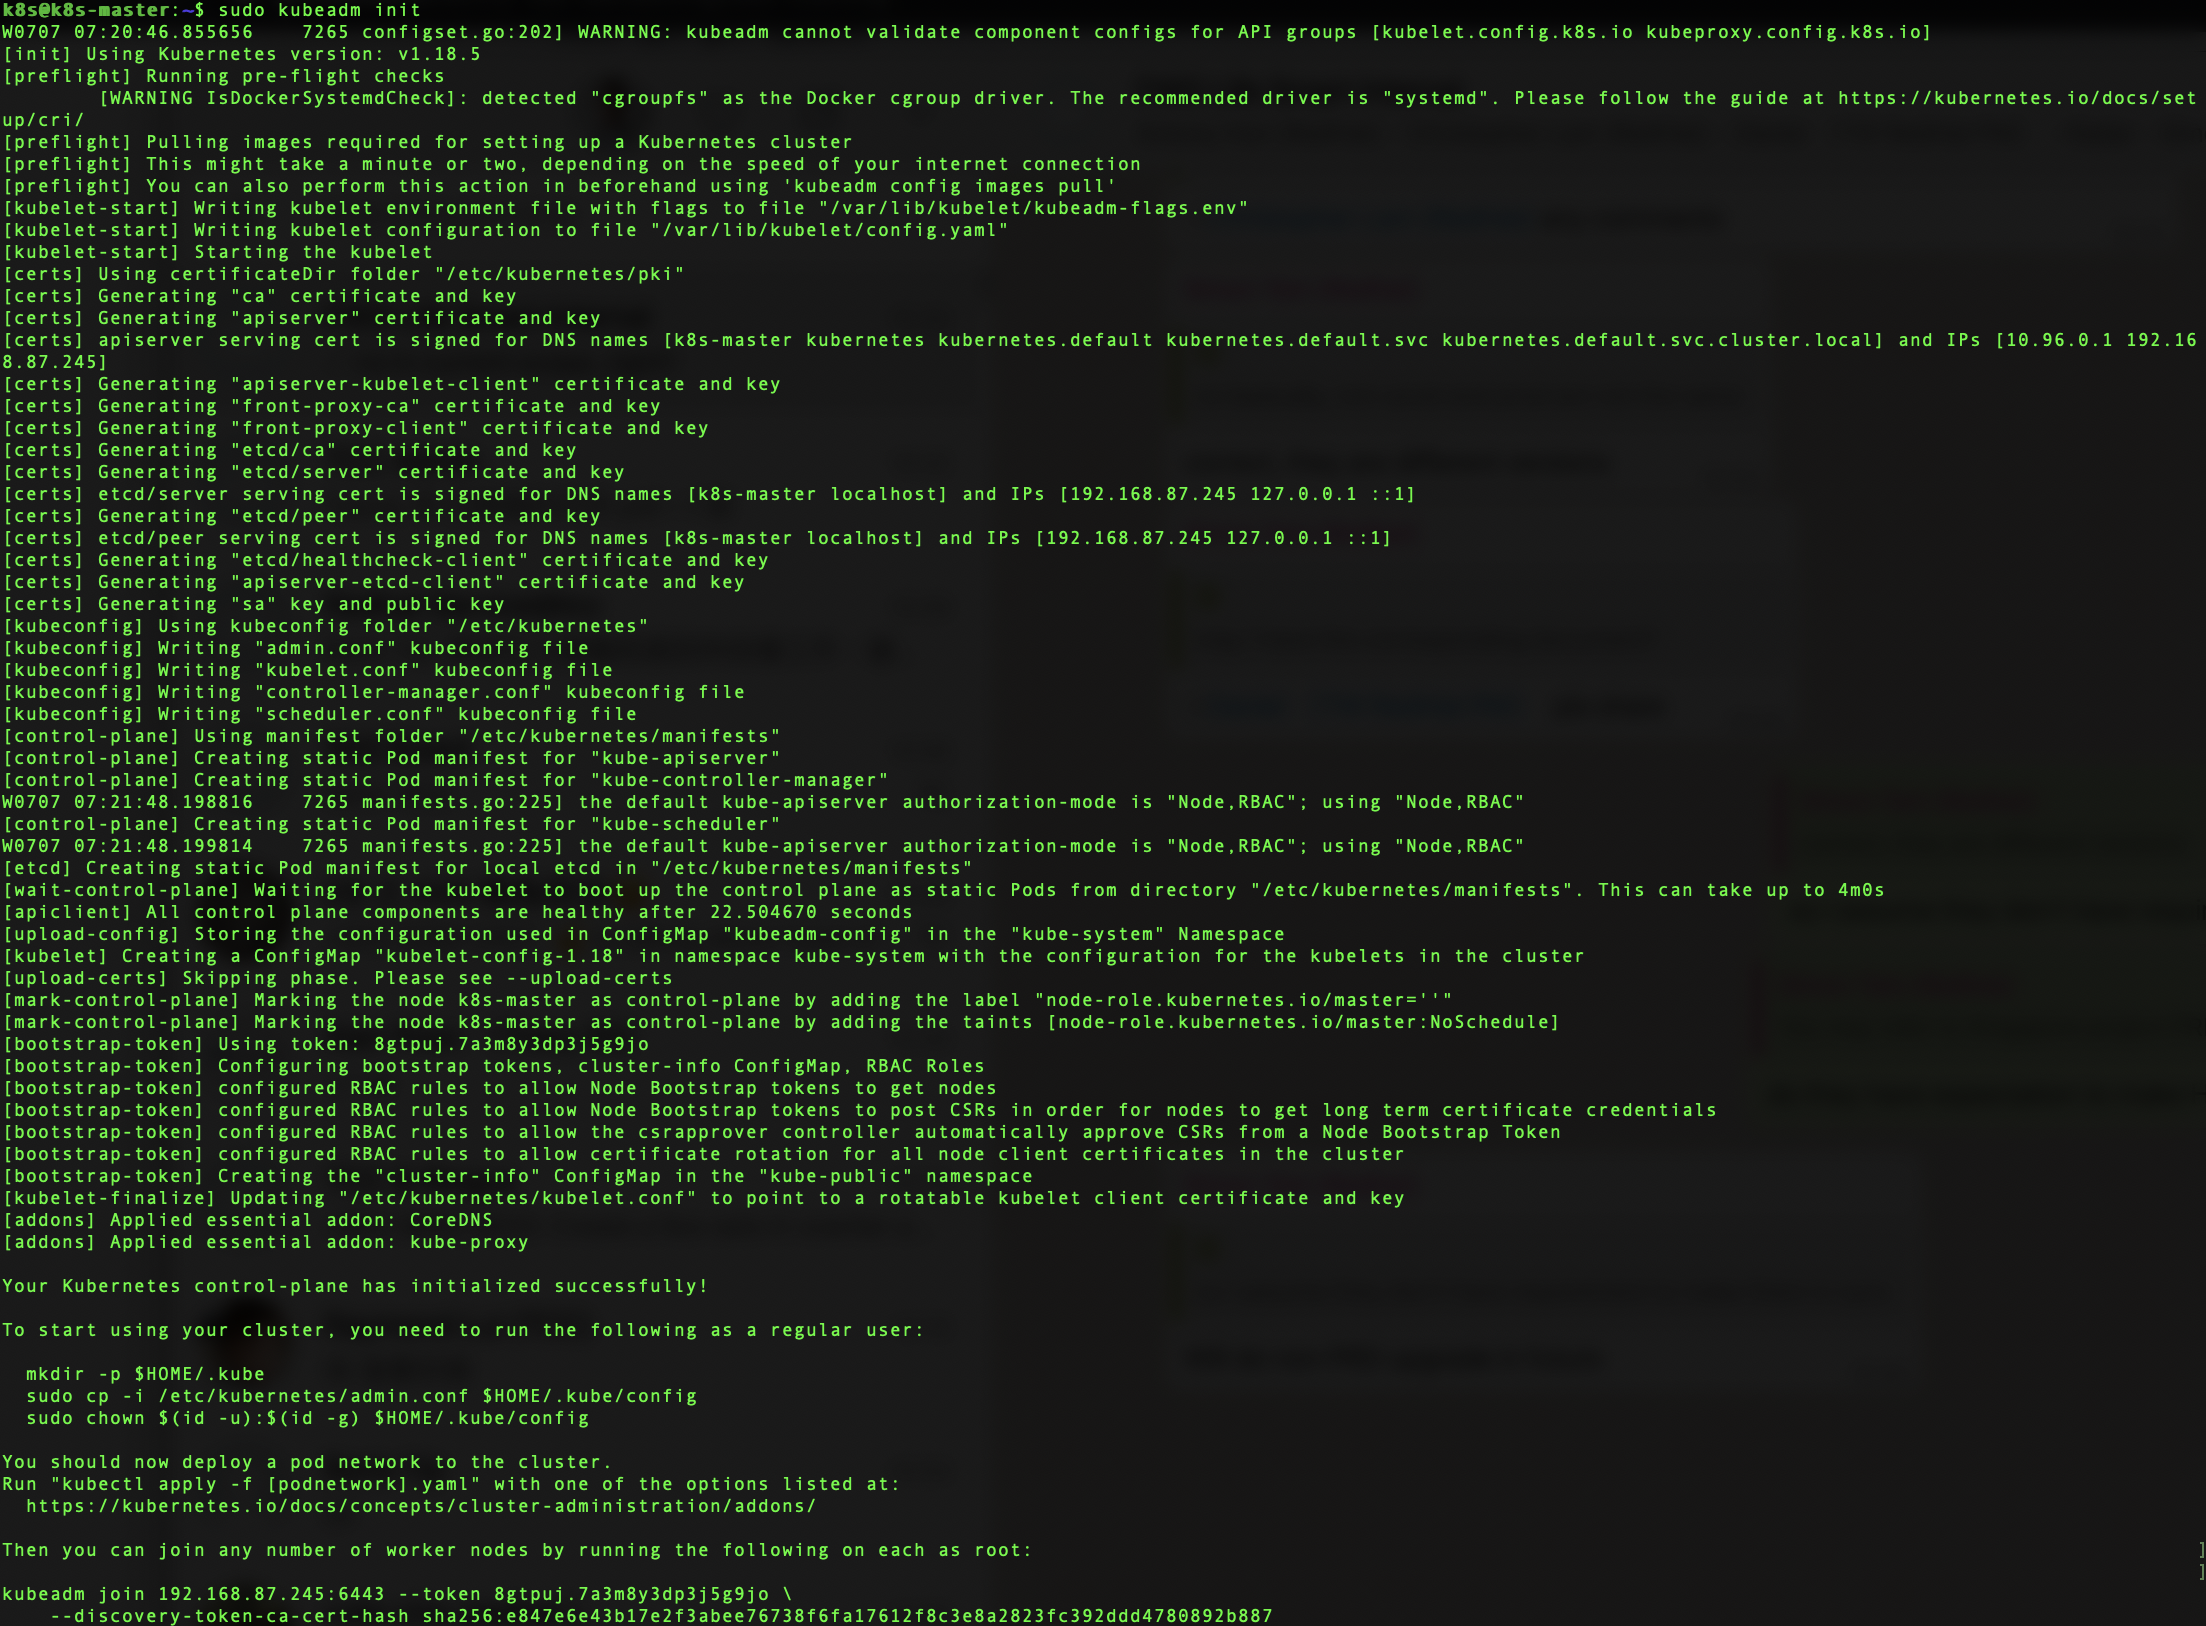 k8s@k8s-master:~$ sudo kubeadm init
W0707 07:20:46.855656    7265 configset.go:202] WARNING: kubeadm cannot validate component configs for API groups [kubelet.config.k8s.io kubeproxy.config.k8s.io]
[init] Using Kubernetes version: v1.18.5
[preflight] Running pre-flight checks
        [WARNING IsDockerSystemdCheck]: detected "cgroupfs" as the Docker cgroup driver. The recommended driver is "systemd". Please follow the guide at https://kubernetes.io/docs/set
up/cri/
[preflight] Pulling images required for setting up a Kubernetes cluster
[preflight] This might take a minute or two, depending on the speed of your internet connection
[preflight] You can also perform this action in beforehand using 'kubeadm config images pull'
[kubelet-start] Writing kubelet environment file with flags to file "/var/lib/kubelet/kubeadm-flags.env"
[kubelet-start] Writing kubelet configuration to file "/var/lib/kubelet/config.yaml"
[kubelet-start] Starting the kubelet
[certs] Using certificateDir folder "/etc/kubernetes/pki"
[certs] Generating "ca" certificate and key
[certs] Generating "apiserver" certificate and key
[certs] apiserver serving cert is signed for DNS names [k8s-master kubernetes kubernetes.default kubernetes.default.svc kubernetes.default.svc.cluster.local] and IPs [10.96.0.1 192.16
8.87.245]
[certs] Generating "apiserver-kubelet-client" certificate and key
[certs] Generating "front-proxy-ca" certificate and key
[certs] Generating "front-proxy-client" certificate and key
[certs] Generating "etcd/ca" certificate and key
[certs] Generating "etcd/server" certificate and key
[certs] etcd/server serving cert is signed for DNS names [k8s-master localhost] and IPs [192.168.87.245 127.0.0.1 ::1]
[certs] Generating "etcd/peer" certificate and key
[certs] etcd/peer serving cert is signed for DNS names [k8s-master localhost] and IPs [192.168.87.245 127.0.0.1 ::1]
[certs] Generating "etcd/healthcheck-client" certificate and key
[certs] Generating "apiserver-etcd-client" certificate and key
[certs] Generating "sa" key and public key
[kubeconfig] Using kubeconfig folder "/etc/kubernetes"
[kubeconfig] Writing "admin.conf" kubeconfig file
[kubeconfig] Writing "kubelet.conf" kubeconfig file
[kubeconfig] Writing "controller-manager.conf" kubeconfig file
[kubeconfig] Writing "scheduler.conf" kubeconfig file
[control-plane] Using manifest folder "/etc/kubernetes/manifests"
[control-plane] Creating static Pod manifest for "kube-apiserver"
[control-plane] Creating static Pod manifest for "kube-controller-manager"
W0707 07:21:48.198816    7265 manifests.go:225] the default kube-apiserver authorization-mode is "Node,RBAC"; using "Node,RBAC"
[control-plane] Creating static Pod manifest for "kube-scheduler"
W0707 07:21:48.199814    7265 manifests.go:225] the default kube-apiserver authorization-mode is "Node,RBAC"; using "Node,RBAC"
[etcd] Creating static Pod manifest for local etcd in "/etc/kubernetes/manifests"
[wait-control-plane] Waiting for the kubelet to boot up the control plane as static Pods from directory "/etc/kubernetes/manifests". This can take up to 4m0s
[apiclient] All control plane components are healthy after 22.504670 seconds
[upload-config] Storing the configuration used in ConfigMap "kubeadm-config" in the "kube-system" Namespace
[kubelet] Creating a ConfigMap "kubelet-config-1.18" in namespace kube-system with the configuration for the kubelets in the cluster
[upload-certs] Skipping phase. Please see --upload-certs
[mark-control-plane] Marking the node k8s-master as control-plane by adding the label "node-role.kubernetes.io/master=''"
[mark-control-plane] Marking the node k8s-master as control-plane by adding the taints [node-role.kubernetes.io/master:NoSchedule]
[bootstrap-token] Using token: 8gtpuj.7a3m8y3dp3j5g9jo
[bootstrap-token] Configuring bootstrap tokens, cluster-info ConfigMap, RBAC Roles
[bootstrap-token] configured RBAC rules to allow Node Bootstrap tokens to get nodes
[bootstrap-token] configured RBAC rules to allow Node Bootstrap tokens to post CSRs in order for nodes to get long term certificate credentials
[bootstrap-token] configured RBAC rules to allow the csrapprover controller automatically approve CSRs from a Node Bootstrap Token
[bootstrap-token] configured RBAC rules to allow certificate rotation for all node client certificates in the cluster
[bootstrap-token] Creating the "cluster-info" ConfigMap in the "kube-public" namespace
[kubelet-finalize] Updating "/etc/kubernetes/kubelet.conf" to point to a rotatable kubelet client certificate and key
[addons] Applied essential addon: CoreDNS
[addons] Applied essential addon: kube-proxy

Your Kubernetes control-plane has initialized successfully!

To start using your cluster, you need to run the following as a regular user:

  mkdir -p $HOME/.kube
  sudo cp -i /etc/kubernetes/admin.conf $HOME/.kube/config
  sudo chown $(id -u):$(id -g) $HOME/.kube/config

You should now deploy a pod network to the cluster.
Run "kubectl apply -f [podnetwork].yaml" with one of the options listed at:
  https://kubernetes.io/docs/concepts/cluster-administration/addons/

Then you can join any number of worker nodes by running the following on each as root:

kubeadm join 192.168.87.245:6443 --token 8gtpuj.7a3m8y3dp3j5g9jo \
    --discovery-token-ca-cert-hash sha256:e847e6e43b17e2f3abee76738f6fa17612f8c3e8a2823fc392ddd4780892b887